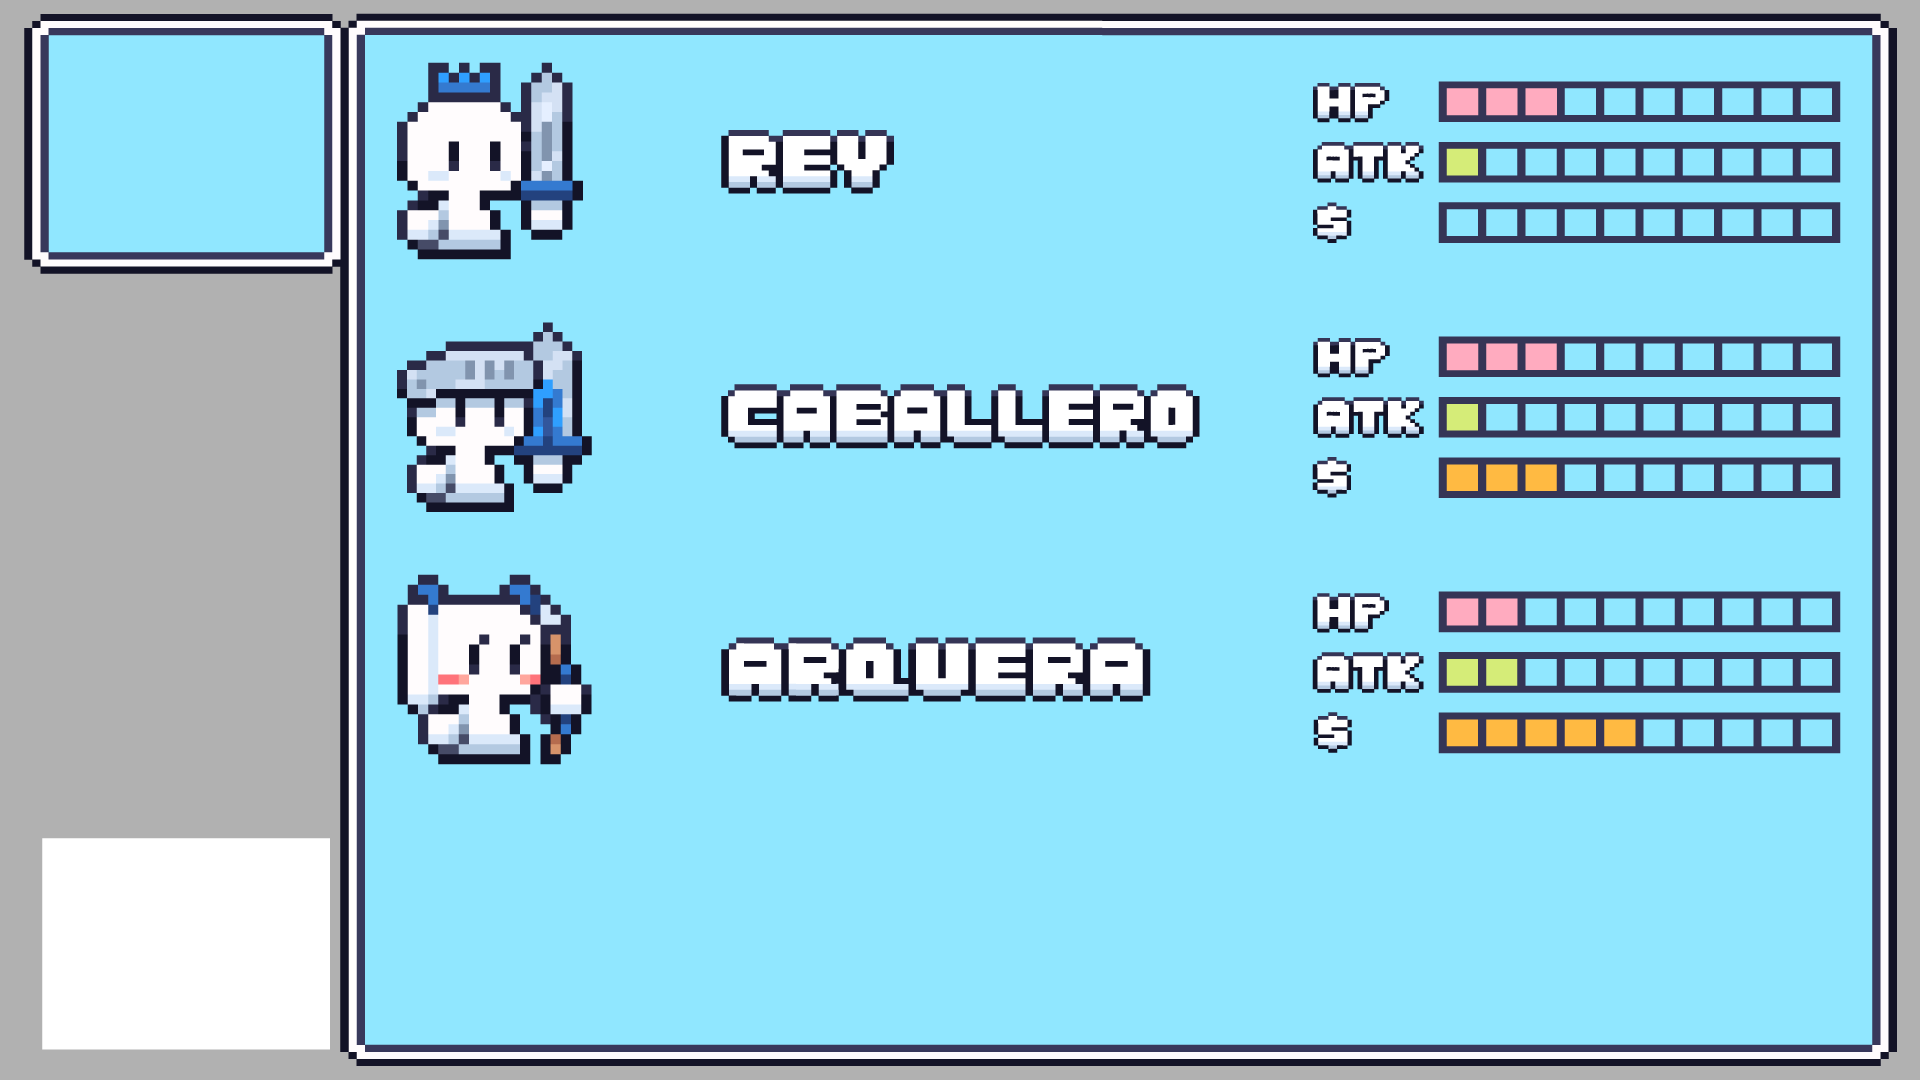 REY
HP
ATK
S
CABALLERO
HP
ATK
S
ARQUERA
HP
ATK
S